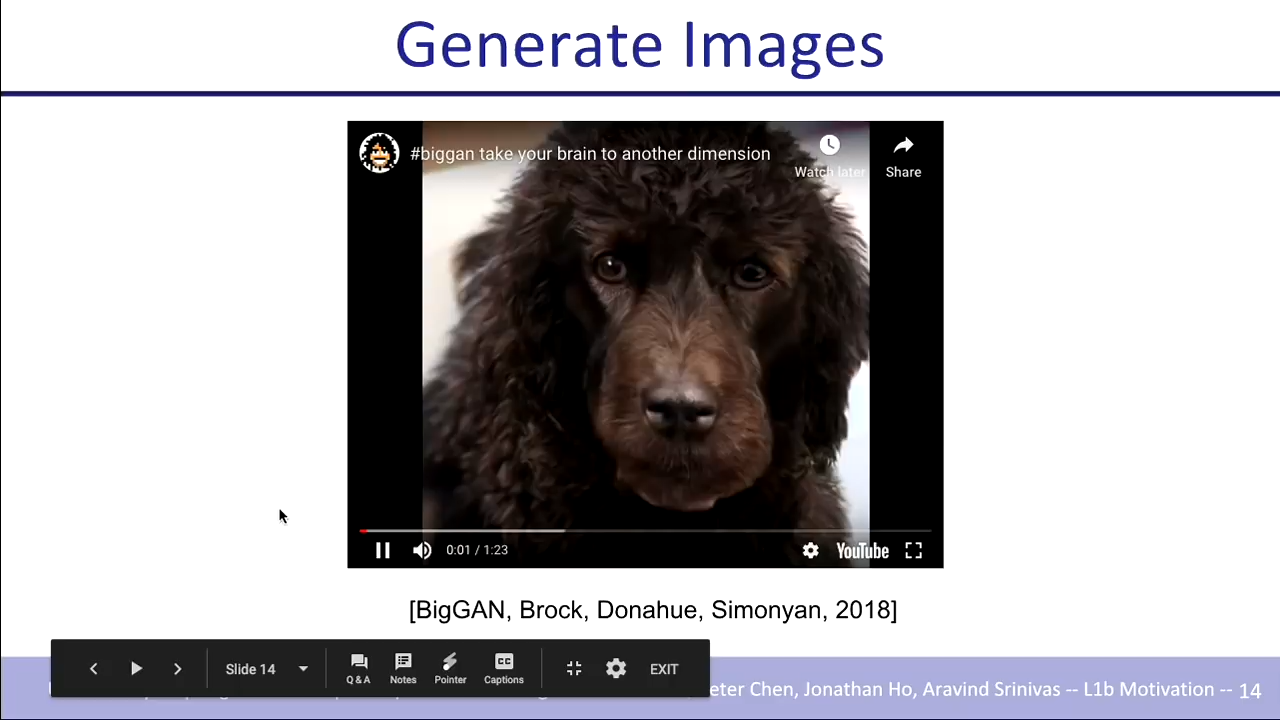 Generate Images
#biggan take your brain to another dimension
Watch later
Share
0:01 / 1:23
YouTube
[BigGAN, Brock, Donahue, Simonyan, 2018]
Slide 14
Q & A
Notes
Pointer
CC
Captions
EXIT
eter Chen, Jonathan Ho, Aravind Srinivas -- L1b Motivation -- 14